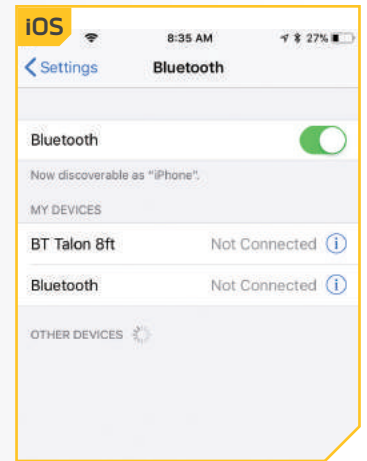 iOS
8:35 AM 27%
Settings Bluetooth
Bluetooth
Now discoverable as "iPhone".
MY DEVICES
BT Talon 8ft Not Connected i
Bluetooth Not Connected i
OTHER DEVICES